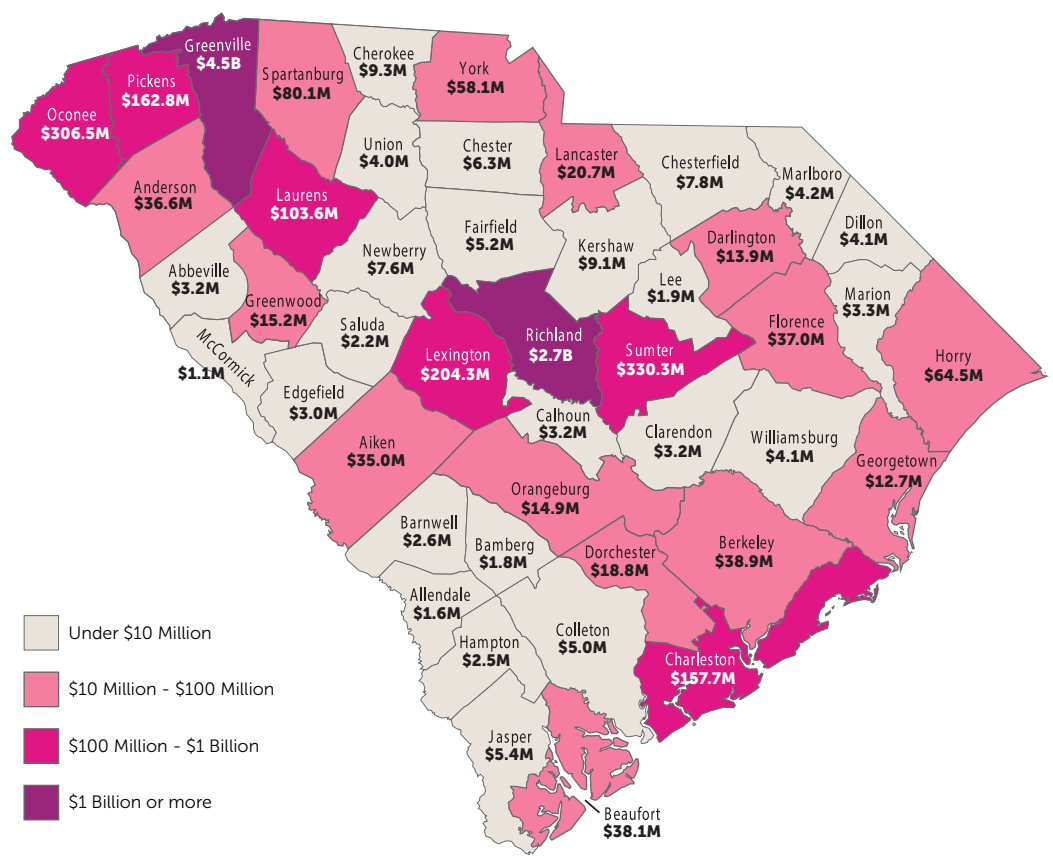 Greenville
$4.5B
Cherokee
$9.3M
York
$58.1M
Spartanburg
$80.1M
Pickens
$162.8M
Oconee
$306.5M
Union
$4.0M
Chester
$6.3M
Lancaster
$20.7M
Chesterfield
$7.8M
Marlboro
$4.2M
Anderson
$36.6M
Laurens
$103.6M
Dillon
$4.1M
Fairfield
$5.2M
Newberry
$7.6M
Kershaw
$9.1M
Darlington
$13.9M
Abbeville
$3.2M
Lee
$1.9M
Marion
$3.3M
Greenwood
$15.2M
Saluda
$2.2M
Florence
$37.0M
McCormick
$1.1M
Lexington
$204.3M
Richland
$2.7B
Sumter
$330.3M
Horry
$64.5M
Edgefield
$3.0M
Calhoun
$3.2M
Clarendon
$3.2M
Williamsburg
$4.1M
Aiken
$35.0M
Georgetown
$12.7M
Orangeburg
$14.9M
Barnwell
$2.6M
Bamberg
$1.8M
Dorchester
$18.8M
Berkeley
$38.9M
Allendale
$1.6M
Hampton
$2.5M
Colleton
$5.0M
Charleston
$157.7M
Jasper
$5.4M
Beaufort
$38.1M
Under $10 Million
$10 Million - $100 Million
$100 Million - $1 Billion
$1 Billion or more